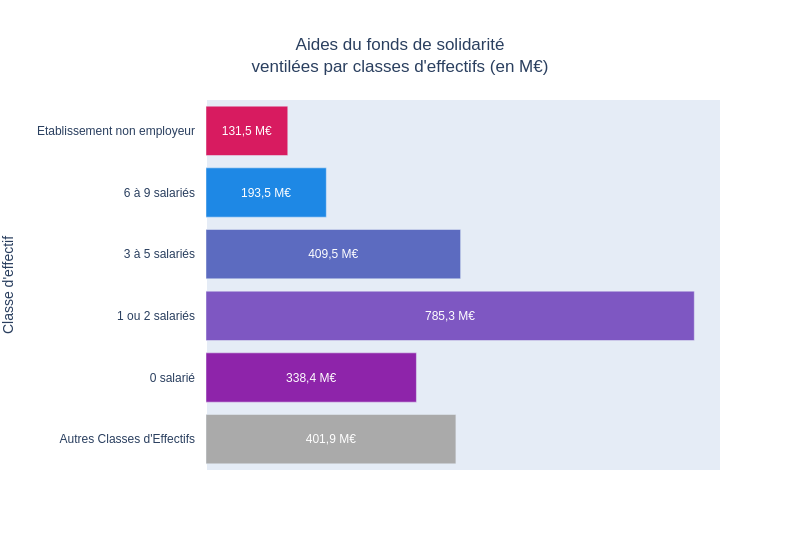 Aides du fonds de solidarité
ventilées par classes d'effectifs (en M€)
Classe d'effectif
Etablissement non employeur
131,5 M€
6 à 9 salariés
193,5 M€
3 à 5 salariés
409,5 M€
1 ou 2 salariés
785,3 M€
0 salarié
338,4 M€
Autres Classes d'Effectifs
401,9 M€